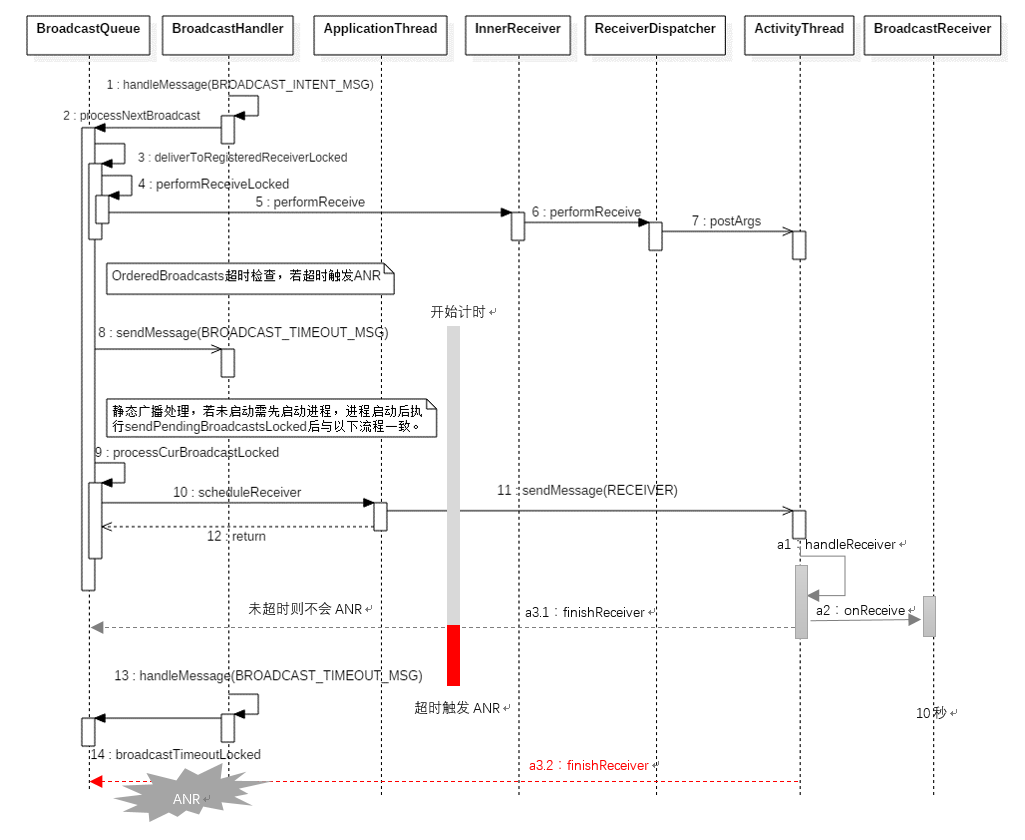 BroadcastQueue
BroadcastHandler
ApplicationThread
InnerReceiver
ReceiverDispatcher
ActivityThread
BroadcastReceiver
1 : handleMessage(BROADCAST_INTENT_MSG)
2 : processNextBroadcast
3 : deliverToRegisteredReceiverLocked
4 : performReceiveLocked
5 : performReceive
6 : performReceive
7 : postArgs
OrderedBroadcasts超时检查，若超时触发ANR
开始计时
8 : sendMessage(BROADCAST_TIMEOUT_MSG)
静态广播处理，若未启动需先启动进程，进程启动后执
行sendPendingBroadcastsLocked后与以下流程一致。
9 : processCurBroadcastLocked
10 : scheduleReceiver
11 : sendMessage(RECEIVER)
12 : return
a1：handleReceiver
a2：onReceive
未超时则不会 ANR
a3.1：finishReceiver
13 : handleMessage(BROADCAST_TIMEOUT_MSG)
超时触发 ANR
10 秒
14 : broadcastTimeoutLocked
a3.2：finishReceiver
ANR